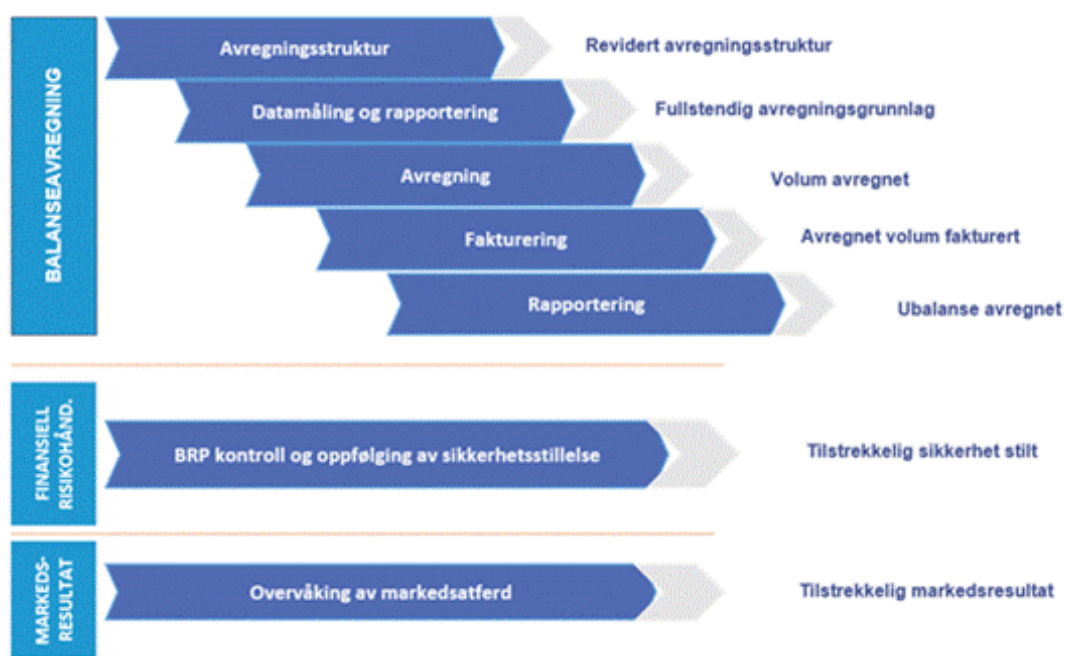 BALANSEAVREGNING
Avregningsstruktur
Revidert avregningsstruktur
Datamåling og rapportering
Fullstendig avregningsgrunnlag
Avregning
Volum avregnet
Fakturering
Avregnet volum fakturert
Rapportering
Ubalanse avregnet
FINANSIELL
RISIKOHÅND.
BRP kontroll og oppfølging av sikkerhetsstillelse
Tilstrekkelig sikkerhet stilt
MARKEDS-
RESULTAT
Overvåking av markedsatferd
Tilstrekkelig markedsresultat